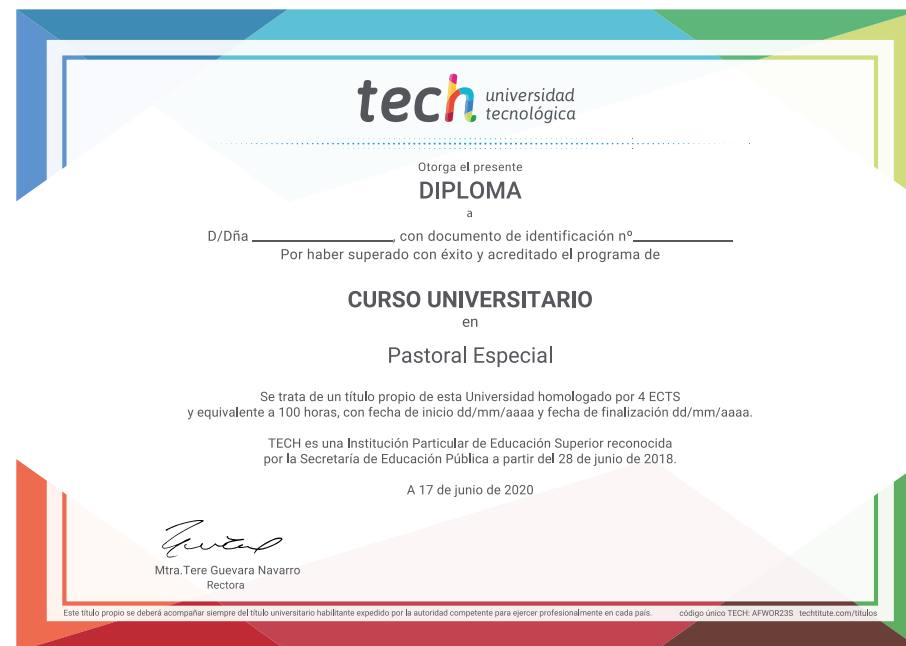 tech universidad
tecnológica
Otorga el presente
DIPLOMA
a
D/Dña ____________, con documento de identificación nº____________
Por haber superado con éxito y acreditado el programa de
CURSO UNIVERSITARIO
en
Pastoral Especial
Se trata de un título propio de esta Universidad homologado por 4 ECTS
y equivalente a 100 horas, con fecha de inicio dd/mm/aaaa y fecha de finalización dd/mm/aaaa.
TECH es una Institución Particular de Educación Superior reconocida
por la Secretaría de Educación Pública a partir del 28 de junio de 2018.
A 17 de junio de 2020
Mtra.Tere Guevara Navarro
Rectora
Este título propio se deberá acompañar siempre del título universitario habilitante expedido por la autoridad competente para ejercer profesionalmente en cada país. código único TECH: AFWOR23S techtitute.com/títulos